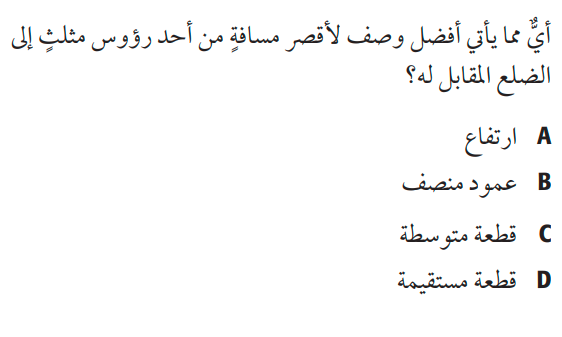 أيٌّ مما يأتي أفضل وصف لأقصر مسافةٍ من أحد رؤوس مثلثٍ إلى
الضلع المقابل له؟
A ارتفاع
B عمود منصف
C قطعة متوسطة
D قطعة مستقيمة